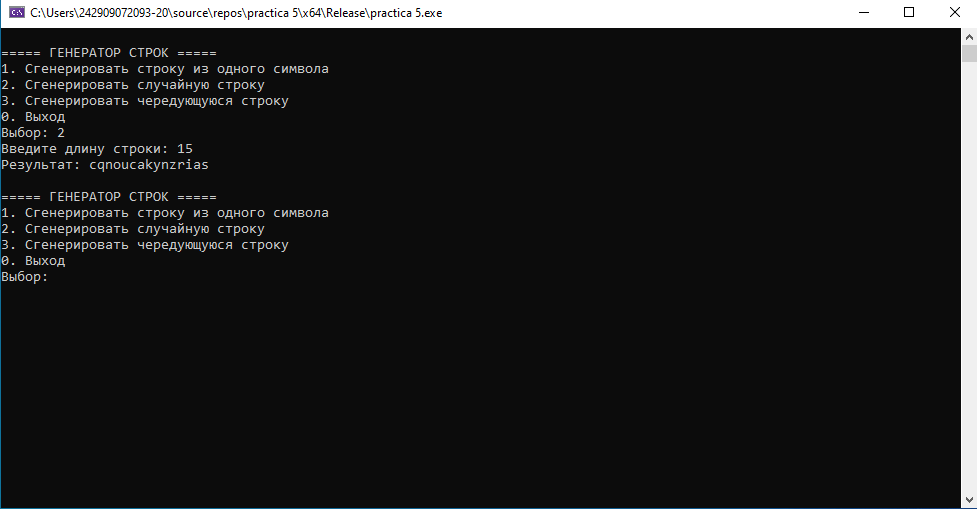 C:\Users\242909072093-20\source\repos\practica 5\x64\Release\practica 5.exe
===== ГЕНЕРАТОР СТРОК =====
1. Сгенерировать строку из одного символа
2. Сгенерировать случайную строку
3. Сгенерировать чередующуюся строку
0. Выход
Выбор: 2
Введите длину строки: 15
Результат: cqnoucakynzrias
===== ГЕНЕРАТОР СТРОК =====
1. Сгенерировать строку из одного символа
2. Сгенерировать случайную строку
3. Сгенерировать чередующуюся строку
0. Выход
Выбор: